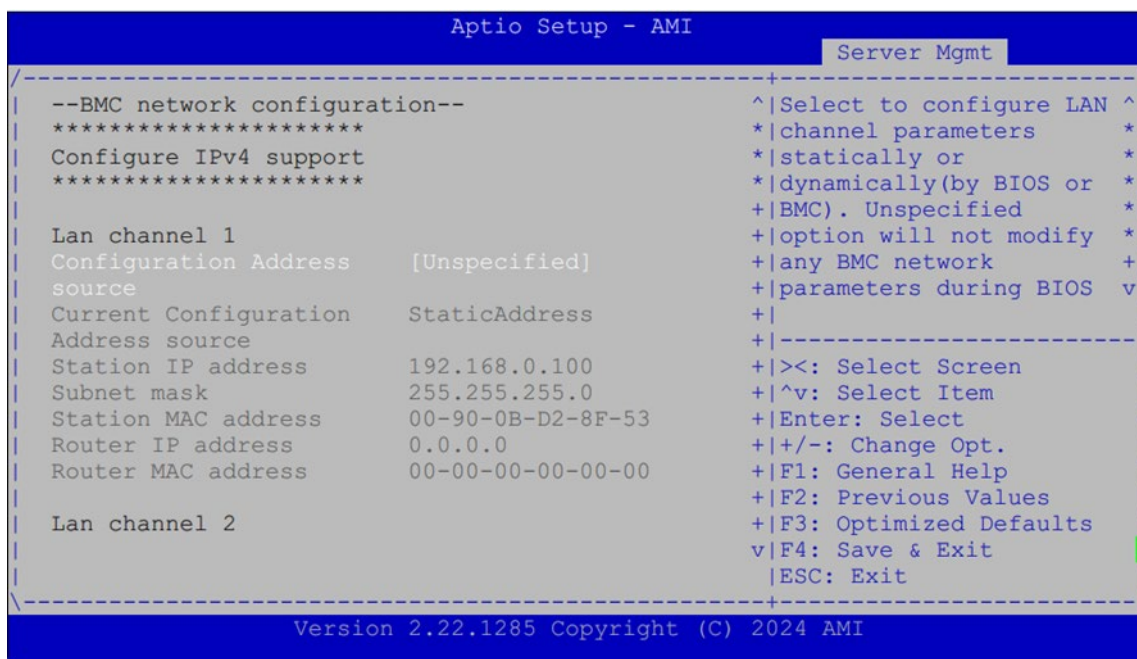 Aptio Setup - AMI
Server Mgmt
--BMC network configuration--
**********************
Configure IPv4 support
**********************
Lan channel 1
Configuration Address [Unspecified]
source
Current Configuration StaticAddress
Address source
Station IP address 192.168.0.100
Subnet mask 255.255.255.0
Station MAC address 00-90-0B-D2-8F-53
Router IP address 0.0.0.0
Router MAC address 00-00-00-00-00-00
Lan channel 2
Select to configure LAN
channel parameters
statically or
dynamically(by BIOS or
BMC). Unspecified
option will not modify
any BMC network
parameters during BIOS
><: Select Screen
^v: Select Item
Enter: Select
+/-: Change Opt.
F1: General Help
F2: Previous Values
F3: Optimized Defaults
F4: Save & Exit
ESC: Exit
Version 2.22.1285 Copyright (C) 2024 AMI